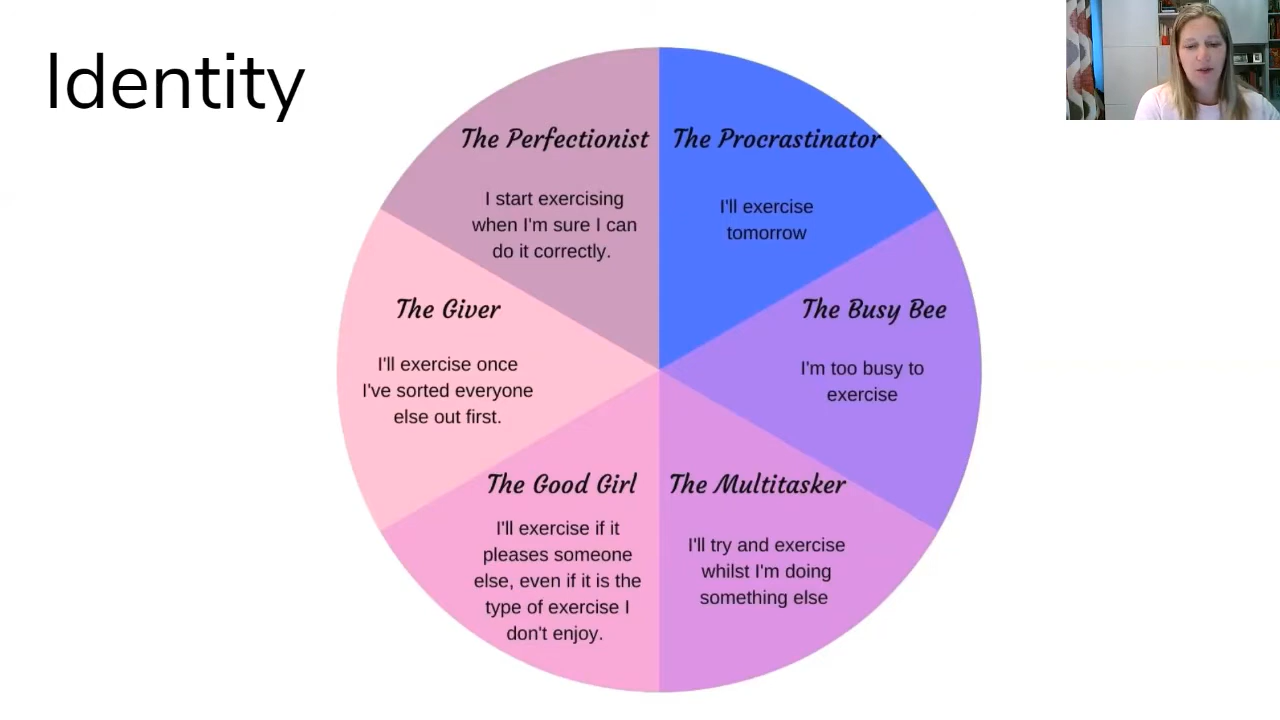 Identity
The Perfectionist
I start exercising
when I'm sure I can
do it correctly.
The Procrastinator
I'll exercise
tomorrow
The Giver
I'll exercise once
I've sorted everyone
else out first.
The Busy Bee
I'm too busy to
exercise
The Good Girl
I'll exercise if it
pleases someone
else, even if it is the
type of exercise I
don't enjoy.
The Multitasker
I'll try and exercise
whilst I'm doing
something else